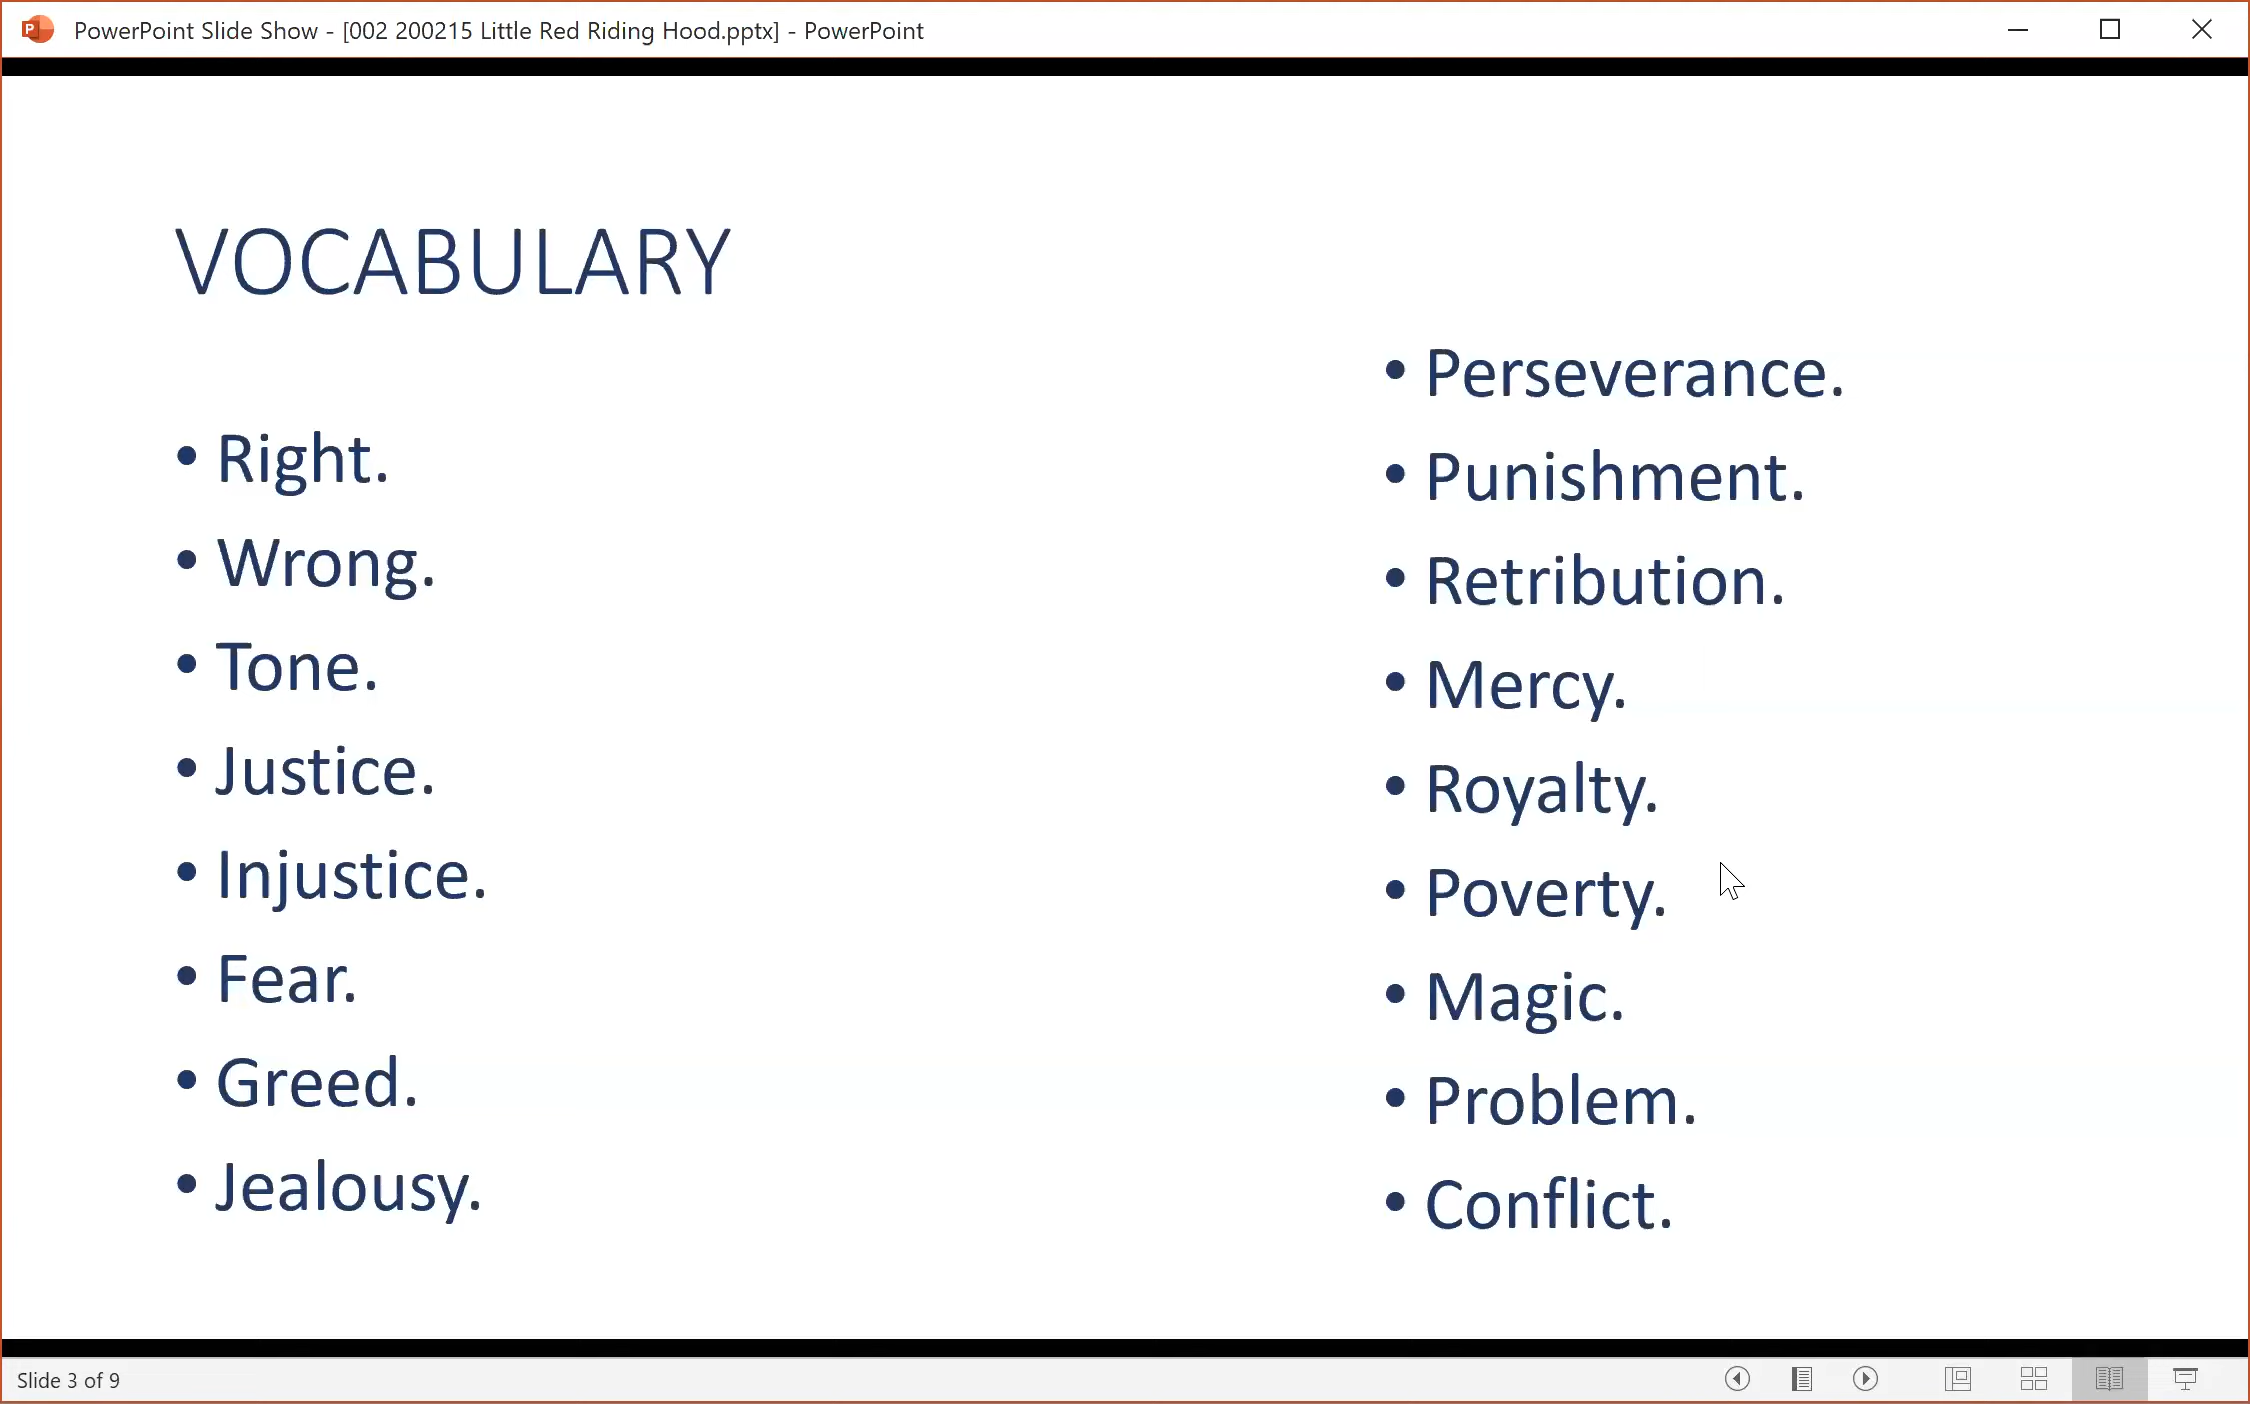 PowerPoint Slide Show - [002 200215 Little Red Riding Hood.pptx] - PowerPoint
VOCABULARY
• Right.
• Wrong.
• Tone.
• Justice.
• Injustice.
• Fear.
• Greed.
• Jealousy.
• Perseverance.
• Punishment.
• Retribution.
• Mercy.
• Royalty.
• Poverty.
• Magic.
• Problem.
• Conflict.
Slide 3 of 9